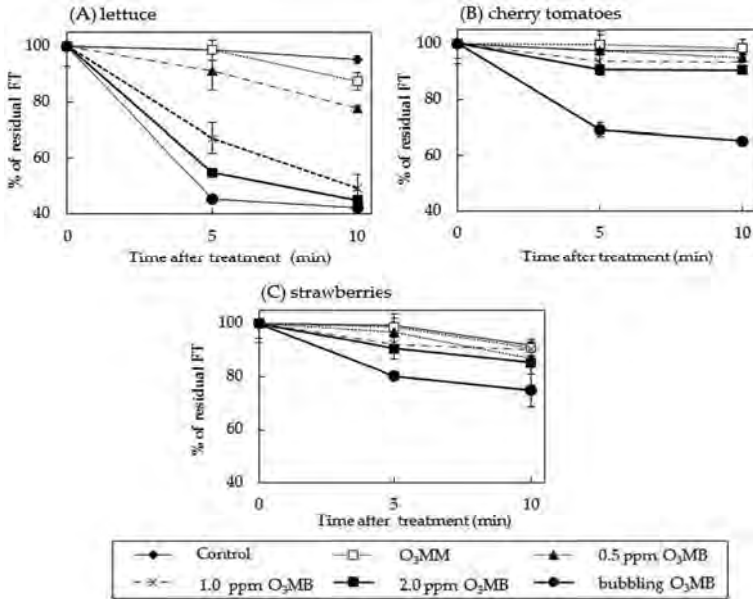 (A) lettuce
% of residual FT
100
80
60
40
0 5 10
Time after treatment (min)
(B) cherry tomatoes
% of residual FT
100
80
60
40
0 5 10
Time after treatment (min)
(C) strawberries
% of residual FT
100
80
60
40
0 5 10
Time after treatment (min)
Control O₃MM 0.5 ppm O₃MB
1.0 ppm O₃MB 2.0 ppm O₃MB bubbling O₃MB